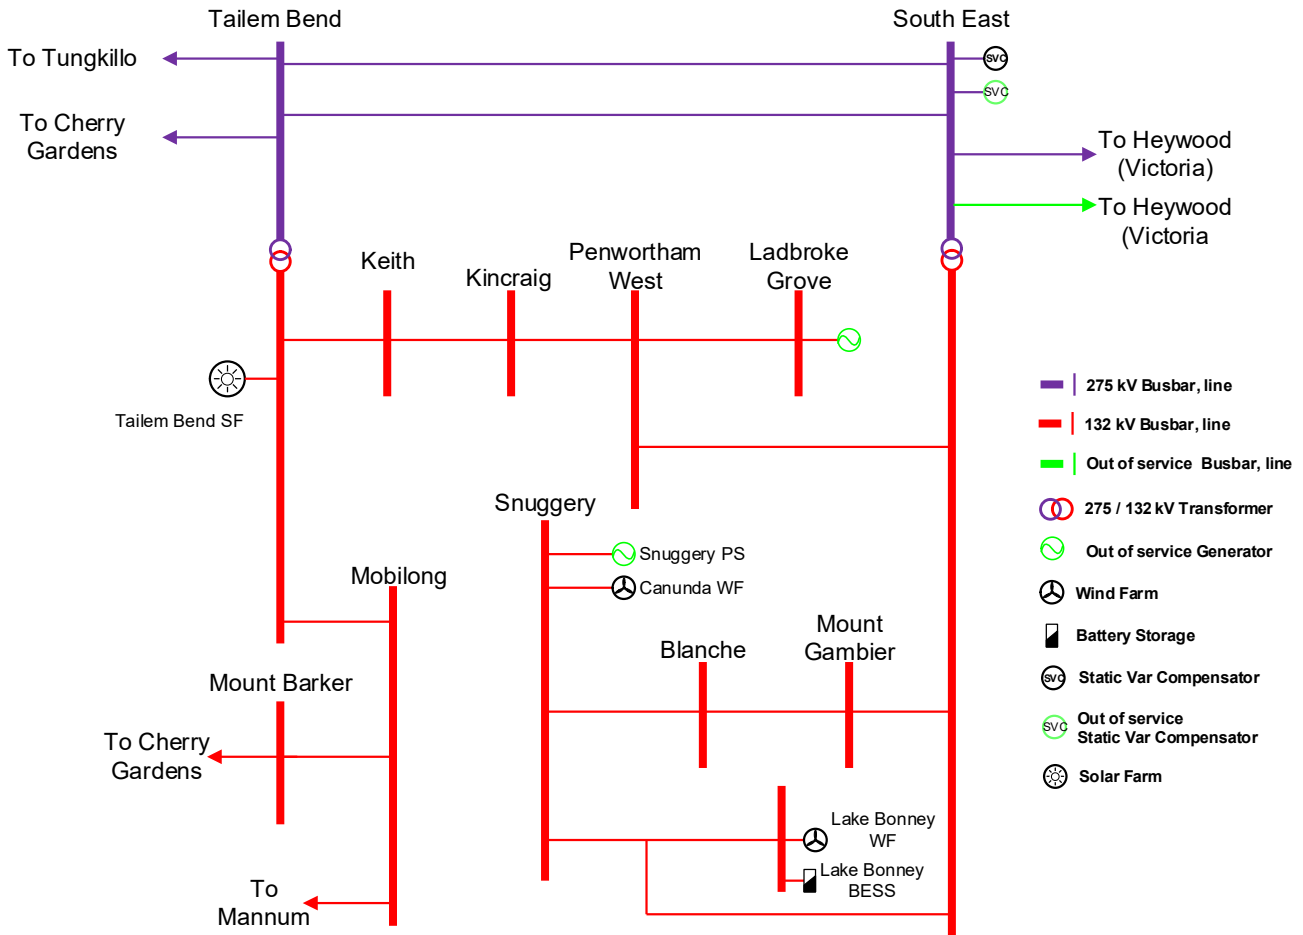 Tailem Bend
South East
To Tungkillo
SVC
SVC
To Cherry
Gardens
To Heywood
(Victoria)
To Heywood
(Victoria
Keith
Kincraig
Penwortham
West
Ladbroke
Grove
Tailem Bend SF
275 kV Busbar, line
132 kV Busbar, line
Out of service Busbar, line
275 / 132 kV Transformer
Out of service Generator
Wind Farm
Battery Storage
SVC
Static Var Compensator
SVC
Out of service
Static Var Compensator
Solar Farm
Snuggery
Snuggery PS
Canunda WF
Mobilong
Blanche
Mount
Gambier
Mount Barker
To Cherry
Gardens
Lake Bonney
WF
Lake Bonney
BESS
To
Mannum